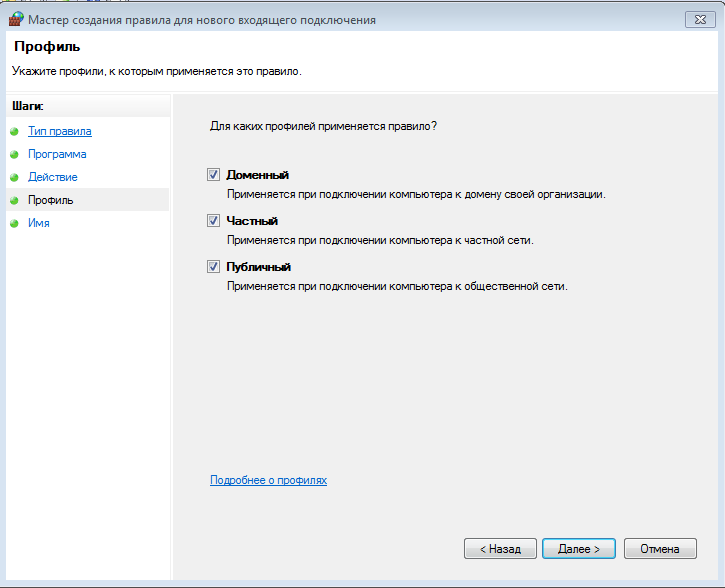 Мастер создания правила для нового входящего подключения
Профиль
Укажите профили, к которым применяется это правило.
Шаги:
Тип правила
Программа
Действие
Профиль
Имя
Для каких профилей применяется правило?
Доменный
Применяется при подключении компьютера к домену своей организации.
Частный
Применяется при подключении компьютера к частной сети.
Публичный
Применяется при подключении компьютера к общественной сети.
Подробнее о профилях
< Назад
Далее >
Отмена